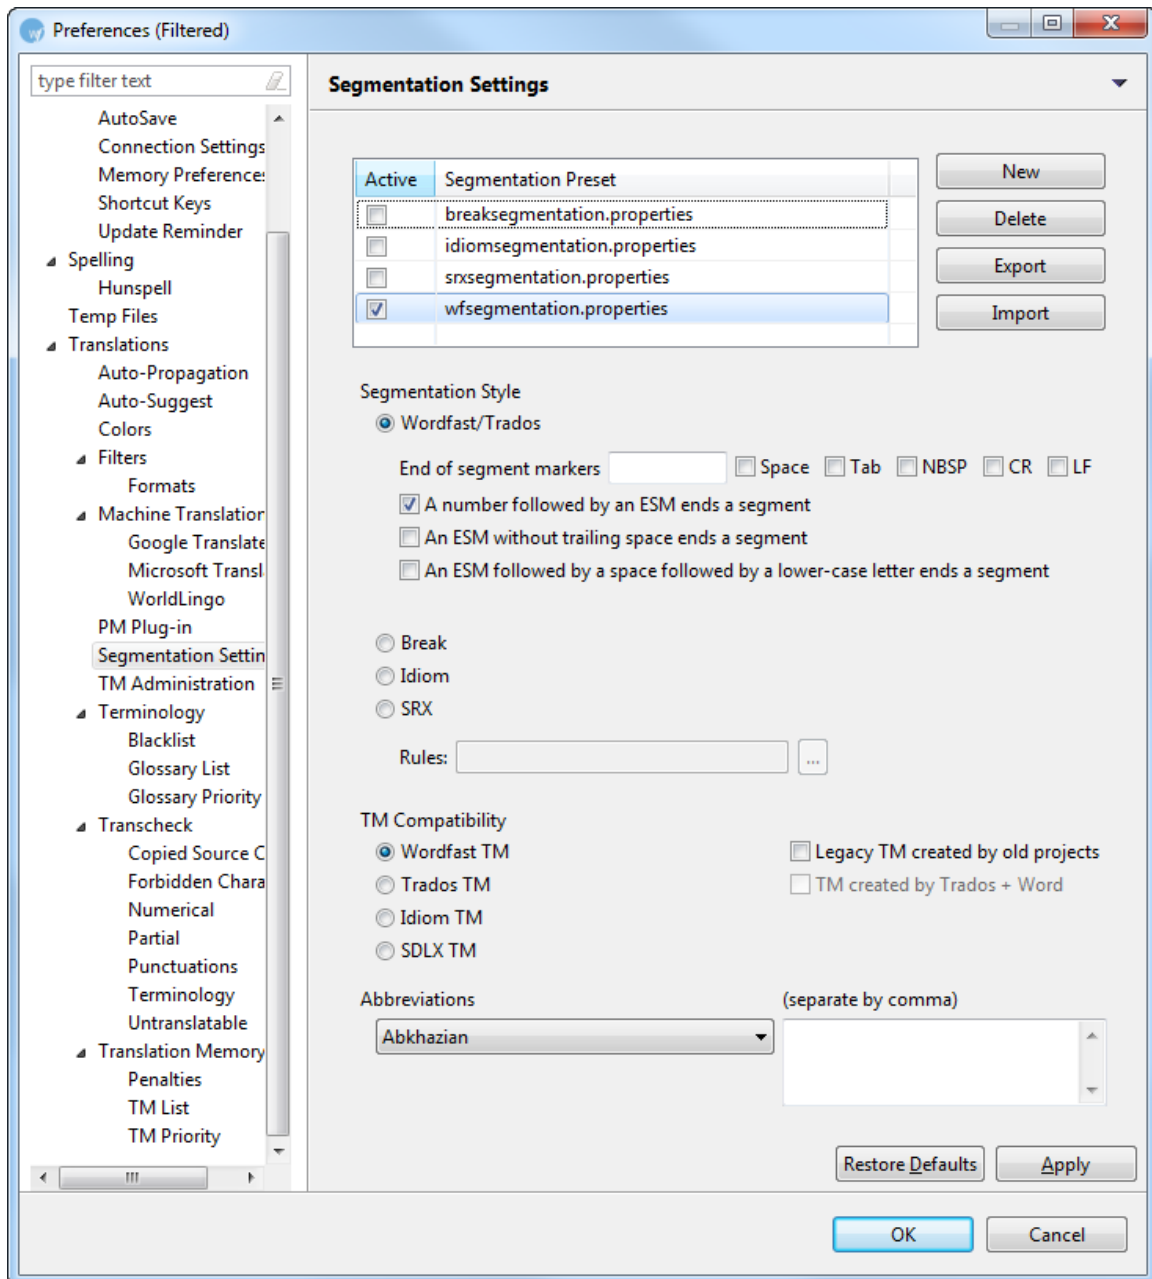 Preferences (Filtered)
type filter text
AutoSave
Connection Settings
Memory Preference
Shortcut Keys
Update Reminder
Spelling
Hunspell
Temp Files
Translations
Auto-Propagation
Auto-Suggest
Colors
Filters
Formats
Machine Translation
Google Translate
Microsoft Transl
WorldLingo
PM Plug-in
Segmentation Settin
TM Administration
Terminology
Blacklist
Glossary List
Glossary Priority
Transcheck
Copied Source C
Forbidden Chara
Numerical
Partial
Punctuations
Terminology
Untranslatable
Translation Memory
Penalties
TM List
TM Priority
Segmentation Settings
Active Segmentation Preset
breaksegmentation.properties
idiomsegmentation.properties
srxsegmentation.properties
wfsegmentation.properties
New
Delete
Export
Import
Segmentation Style
Wordfast/Trados
End of segment markers Space Tab NBSP CR LF
A number followed by an ESM ends a segment
An ESM without trailing space ends a segment
An ESM followed by a space followed by a lower-case letter ends a segment
Break
Idiom
SRX
Rules: ...
TM Compatibility
Wordfast TM Legacy TM created by old projects
Trados TM TM created by Trados + Word
Idiom TM
SDLX TM
Abbreviations (separate by comma)
Abkhazian
Restore Defaults Apply
OK Cancel